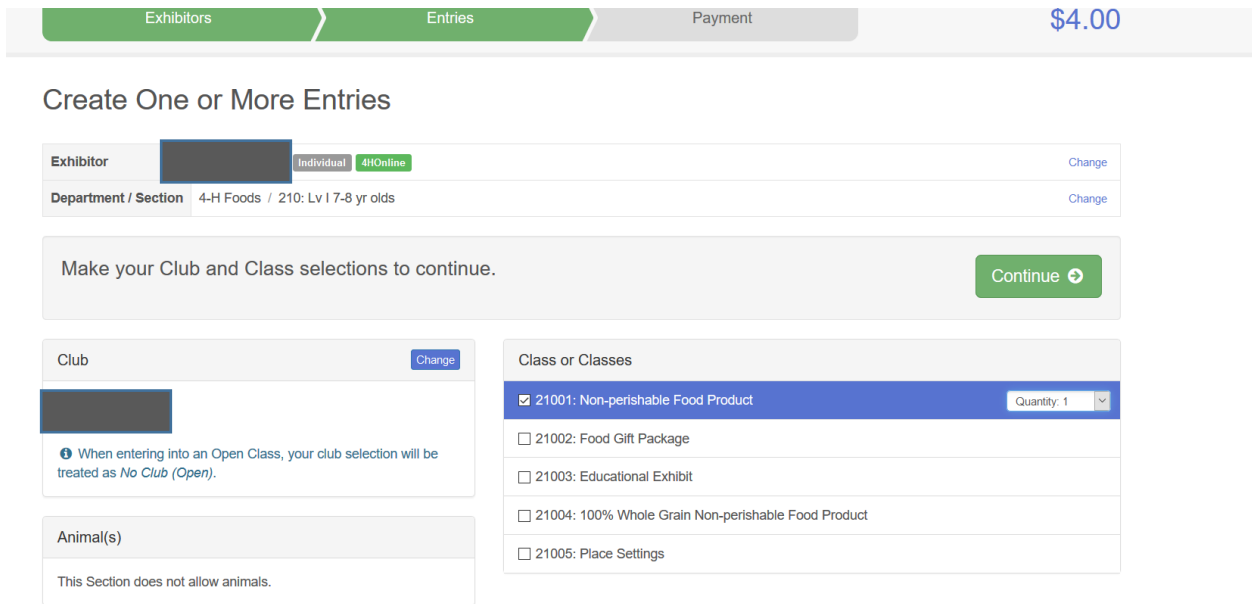 Exhibitors
Entries
Payment
$4.00
Create One or More Entries
Exhibitor Individual 4HOnline Change
Department / Section 4-H Foods / 210: Lv I 7-8 yr olds Change
Make your Club and Class selections to continue.
Continue
Club Change
When entering into an Open Class, your club selection will be
treated as No Club (Open).
Animal(s)
This Section does not allow animals.
Class or Classes
21001: Non-perishable Food Product Quantity: 1
21002: Food Gift Package
21003: Educational Exhibit
21004: 100% Whole Grain Non-perishable Food Product
21005: Place Settings